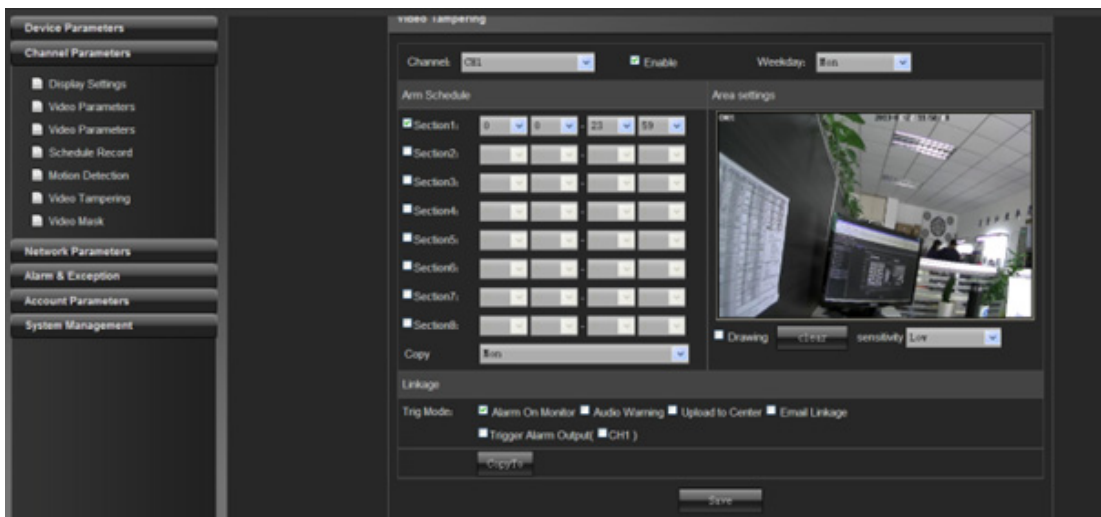 Device Parameters
Channel Parameters
Display Settings
Video Parameters
Video Parameters
Schedule Record
Motion Detection
Video Tampering
Video Mask
Network Parameters
Alarm & Exception
Account Parameters
System Management
Video Tampering
Channel: CH1 Enable Weekday: Mon
Arm Schedule Area settings
Section1: 0 0 - 23 59
Section2: -
Section3: -
Section4: -
Section5: -
Section6: -
Section7: -
Section8: -
Copy Mon
CH1
Drawing clear sensitivity Low
Linkage
Trig Mode: Alarm On Monitor Audio Warning Upload to Center Email Linkage
Trigger Alarm Output( CH1 )
CopyTo
Save